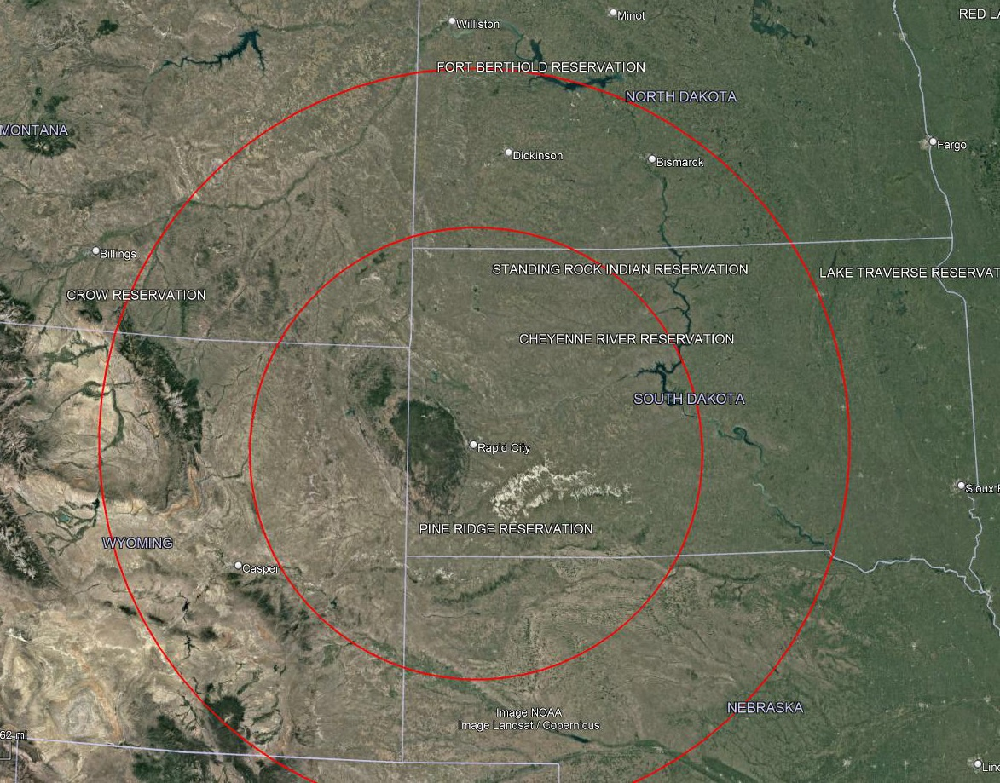 Minot
RED LA
Williston
FORT BERTHOLD RESERVATION
NORTH DAKOTA
MONTANA
Fargo
Dickinson
Bismarck
Billings
STANDING ROCK INDIAN RESERVATION
LAKE TRAVERSE RESERVAT
CROW RESERVATION
CHEYENNE RIVER RESERVATION
SOUTH DAKOTA
Rapid City
Sioux F
PINE RIDGE RESERVATION
WYOMING
Casper
NEBRASKA
Image NOAA
Image Landsat / Copernicus
62 mi
Linc